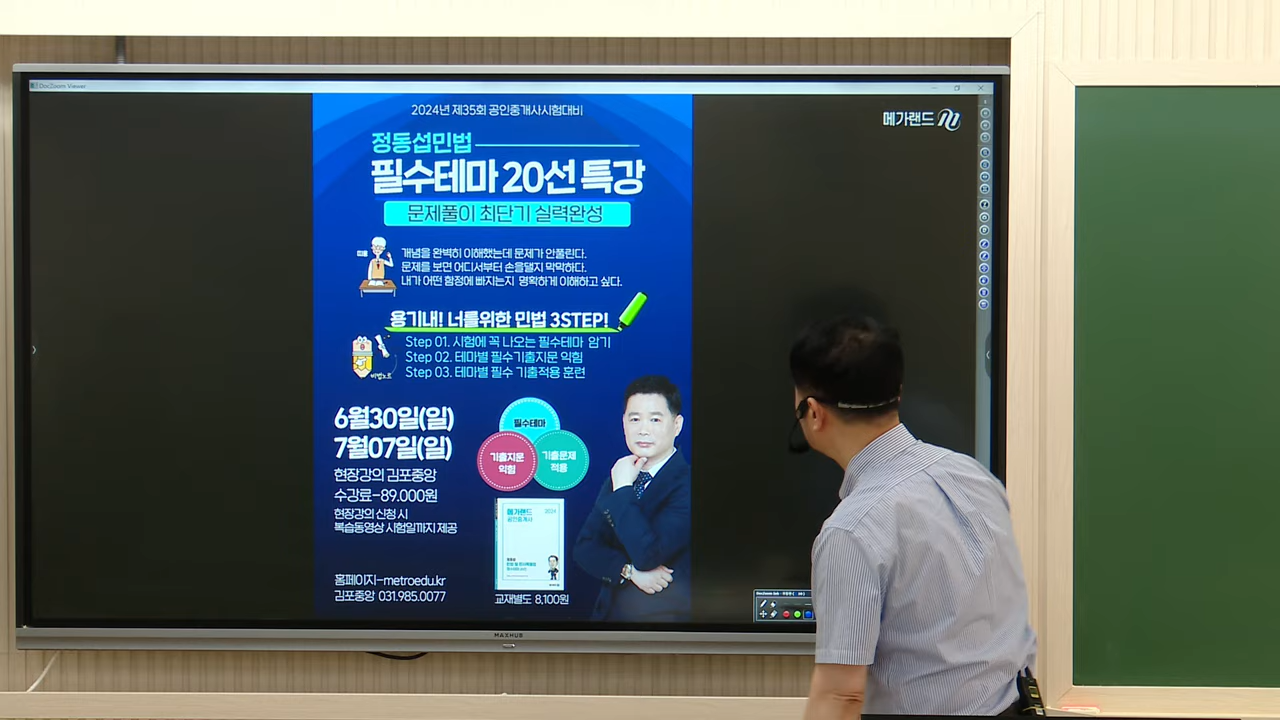 DocZoom Viewer
2024년 제35회 공인중개사시험대비
메가랜드
정동섭민법
필수테마 20선 특강
문제풀이 최단기 실력완성
개념을 완벽히 이해했는데 문제가 안풀린다.
문제를 보면 어디서부터 손을댈지 막막하다.
내가 어떤 함정에 빠지는지 명확하게 이해하고 싶다.
용기내! 너를위한 민법 3STEP!
Step 01. 시험에 꼭 나오는 필수테마 암기
Step 02. 테마별 필수기출지문 익힘
Step 03. 테마별 필수 기출적용 훈련
비법노트
6월30일(일)
7월07일(일)
필수테마
기출지문
익힘
기출문제
적용
현장강의 김포중앙
수강료-89.000원
현장강의 신청 시
복습동영상 시험일까지 제공
메가랜드
공인중개사
2024
홈페이지-metroedu.kr
김포중앙 031.985.0077
교재별도 8,100원
MAXHUB